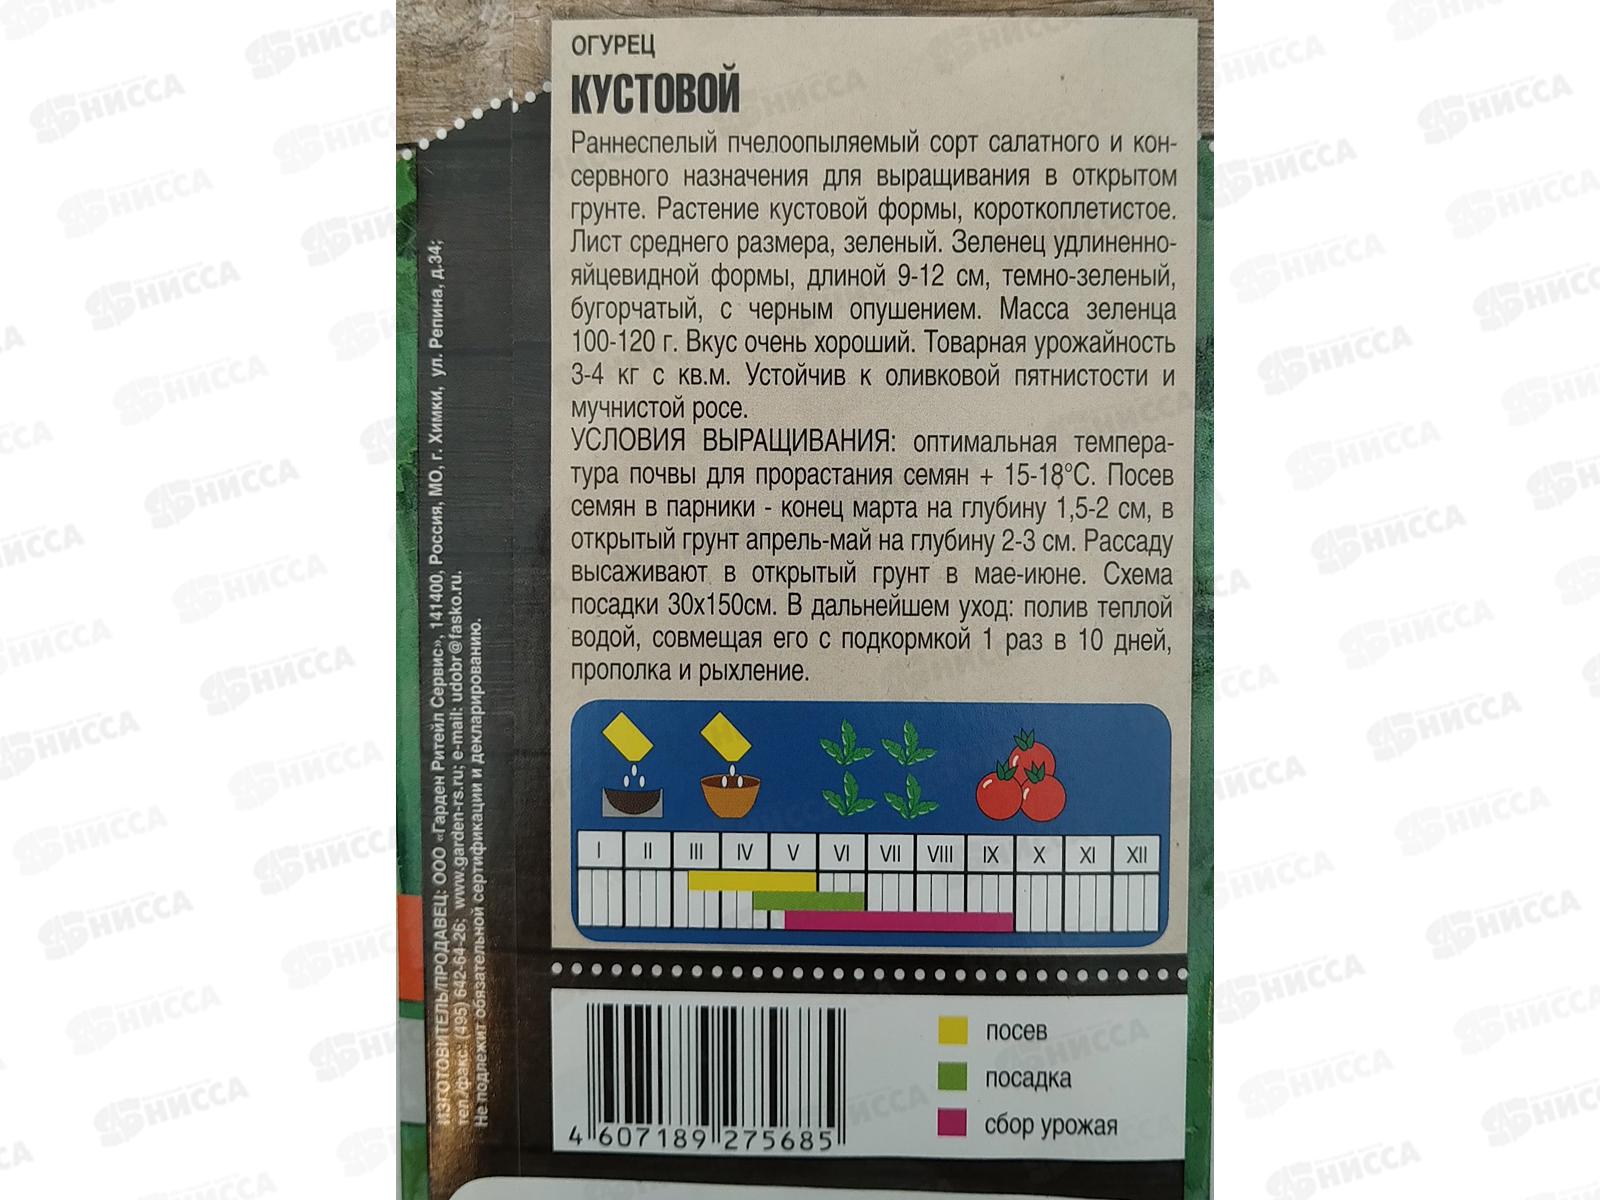 ОГУРЕЦ
КУСТОВОЙ
Раннеспелый пчелоопыляемый сорт салатного и кон-
сервного назначения для выращивания в открытом
грунте. Растение кустовой формы, короткоплетистое.
Лист среднего размера, зеленый. Зеленец удлиненно-
яйцевидной формы, длиной 9-12 см, темно-зеленый,
бугорчатый, с черным опушением. Масса зеленца
100-120 г. Вкус очень хороший. Товарная урожайность
3-4 кг с кв.м. Устойчив к оливковой пятнистости и
мучнистой росе.
УСЛОВИЯ ВЫРАЩИВАНИЯ: оптимальная темпера-
тура почвы для прорастания семян + 15-18°С. Посев
семян в парники - конец марта на глубину 1,5-2 см, в
открытый грунт апрель-май на глубину 2-3 см. Рассаду
высаживают в открытый грунт в мае-июне. Схема
посадки 30х150см. В дальнейшем уход: полив теплой
водой, совмещая его с подкормкой 1 раз в 10 дней,
прополка и рыхление.
I II III IV V VI VII VIII IX X XI XII
посев
посадка
сбор урожая
4 607189 275685
ИЗГОТОВИТЕЛЬ/ПРОДАВЕЦ: ООО «Гарден Ритейл Сервис», 141400, Россия, МО, г. Химки, ул. Репина, д.34;
тел./факс: (495) 642-64-26; www.garden-rs.ru; e-mail: udobr@fasko.ru.
Не подлежит обязательной сертификации и декларированию.
НИССА